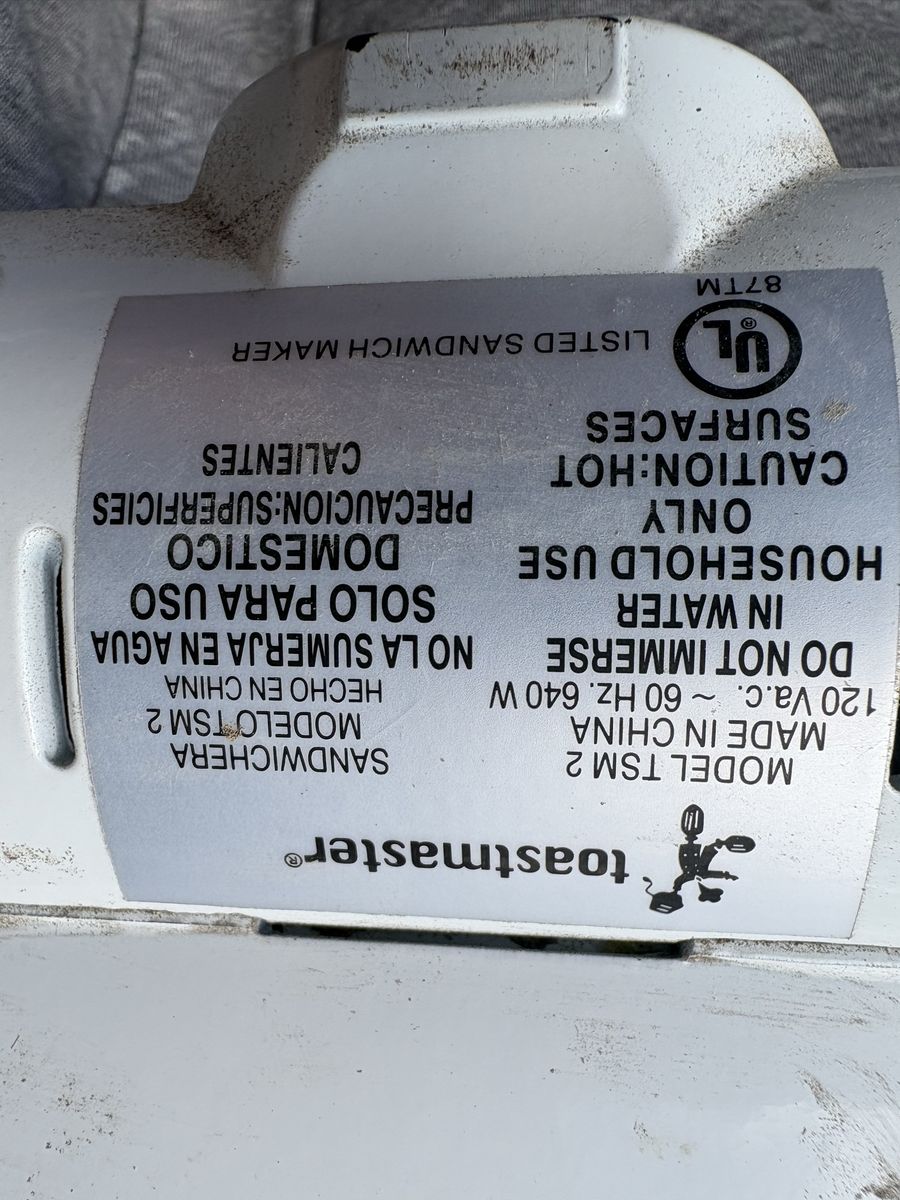 toastmaster®
MODEL TSM 2
MADE IN CHINA
120 Va.c. ~ 60 Hz. 640 W
DO NOT IMMERSE
IN WATER
HOUSEHOLD USE
ONLY
CAUTION:HOT
SURFACES
SANDWICHERA
MODELO TSM 2
HECHO EN CHINA
NO LA SUMERJA EN AGUA
SOLO PARA USO
DOMESTICO
PRECAUCION:SUPERFICIES
CALIENTES
UL® LISTED SANDWICH MAKER
87TM